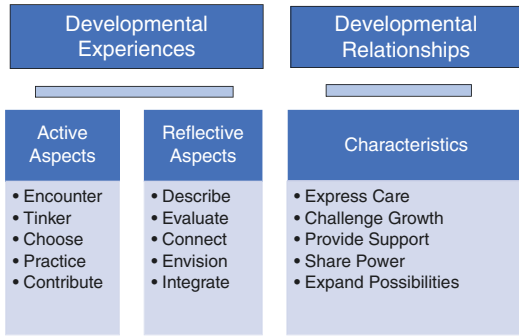 Developmental
Experiences
Developmental
Relationships
Active
Aspects
• Encounter
• Tinker
• Choose
• Practice
• Contribute
Reflective
Aspects
• Describe
• Evaluate
• Connect
• Envision
• Integrate
Characteristics
• Express Care
• Challenge Growth
• Provide Support
• Share Power
• Expand Possibilities